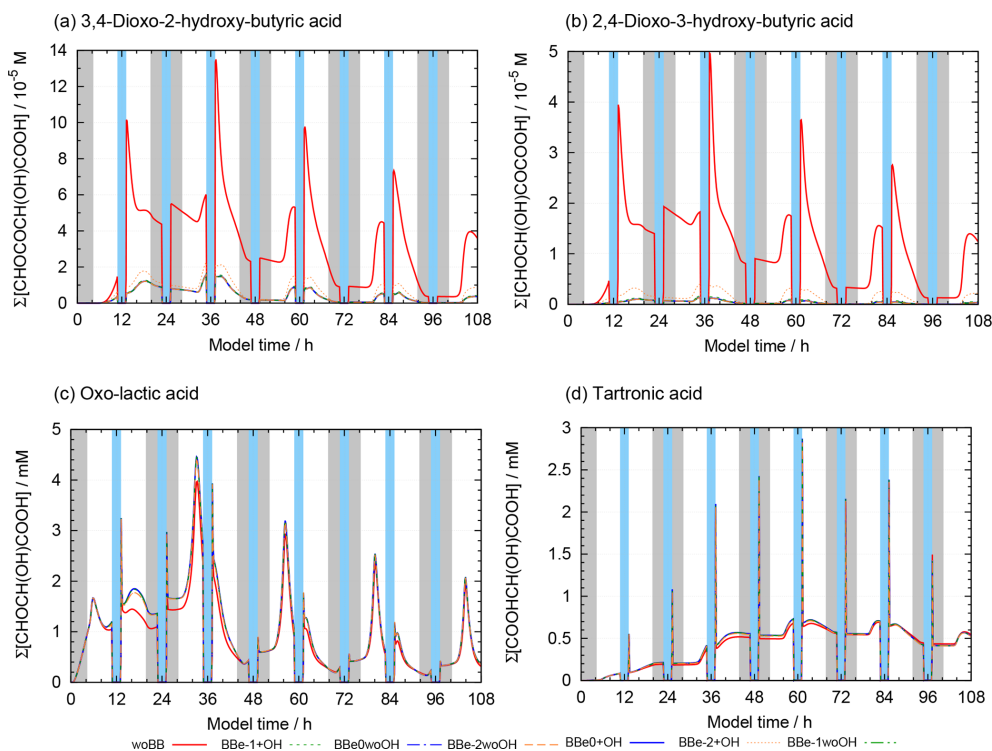 (a) 3,4-Dioxo-2-hydroxy-butyric acid
Σ[CHOCOCH(OH)COOH] / 10⁻⁵ M
14
12
10
8
6
4
2
0
0 12 24 36 48 60 72 84 96 108
Model time / h
(b) 2,4-Dioxo-3-hydroxy-butyric acid
Σ[CHOCH(OH)COCOOH] / 10⁻⁵ M
5
4
3
2
1
0
0 12 24 36 48 60 72 84 96 108
Model time / h
(c) Oxo-lactic acid
Σ[CHOCH(OH)COOH] / mM
5
4
3
2
1
0
0 12 24 36 48 60 72 84 96 108
Model time / h
(d) Tartronic acid
Σ[COOHCH(OH)COOH] / mM
3
2.5
2
1.5
1
0.5
0
0 12 24 36 48 60 72 84 96 108
Model time / h
woBB BBe-1+OH BBe0woOH BBe-2woOH BBe0+OH BBe-2+OH BBe-1woOH